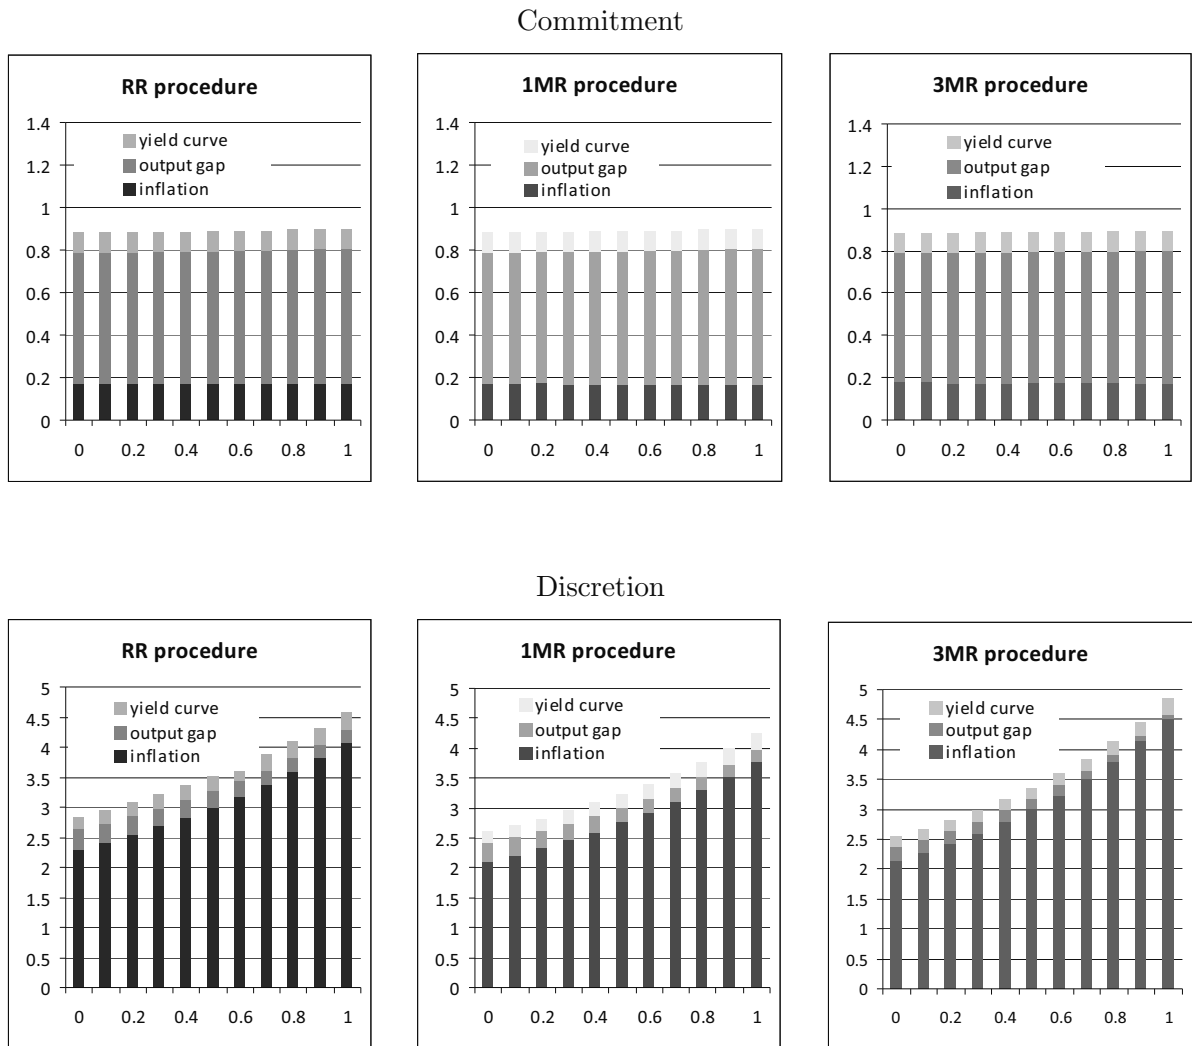 Commitment
RR procedure
1.4
1.2
1
0.8
0.6
0.4
0.2
0
yield curve
output gap
inflation
0 0.2 0.4 0.6 0.8 1
1MR procedure
1.4
1.2
1
0.8
0.6
0.4
0.2
0
yield curve
output gap
inflation
0 0.2 0.4 0.6 0.8 1
3MR procedure
1.4
1.2
1
0.8
0.6
0.4
0.2
0
yield curve
output gap
inflation
0 0.2 0.4 0.6 0.8 1
Discretion
RR procedure
5
4.5
4
3.5
3
2.5
2
1.5
1
0.5
0
yield curve
output gap
inflation
0 0.2 0.4 0.6 0.8 1
1MR procedure
5
4.5
4
3.5
3
2.5
2
1.5
1
0.5
0
yield curve
output gap
inflation
0 0.2 0.4 0.6 0.8 1
3MR procedure
5
4.5
4
3.5
3
2.5
2
1.5
1
0.5
0
yield curve
output gap
inflation
0 0.2 0.4 0.6 0.8 1